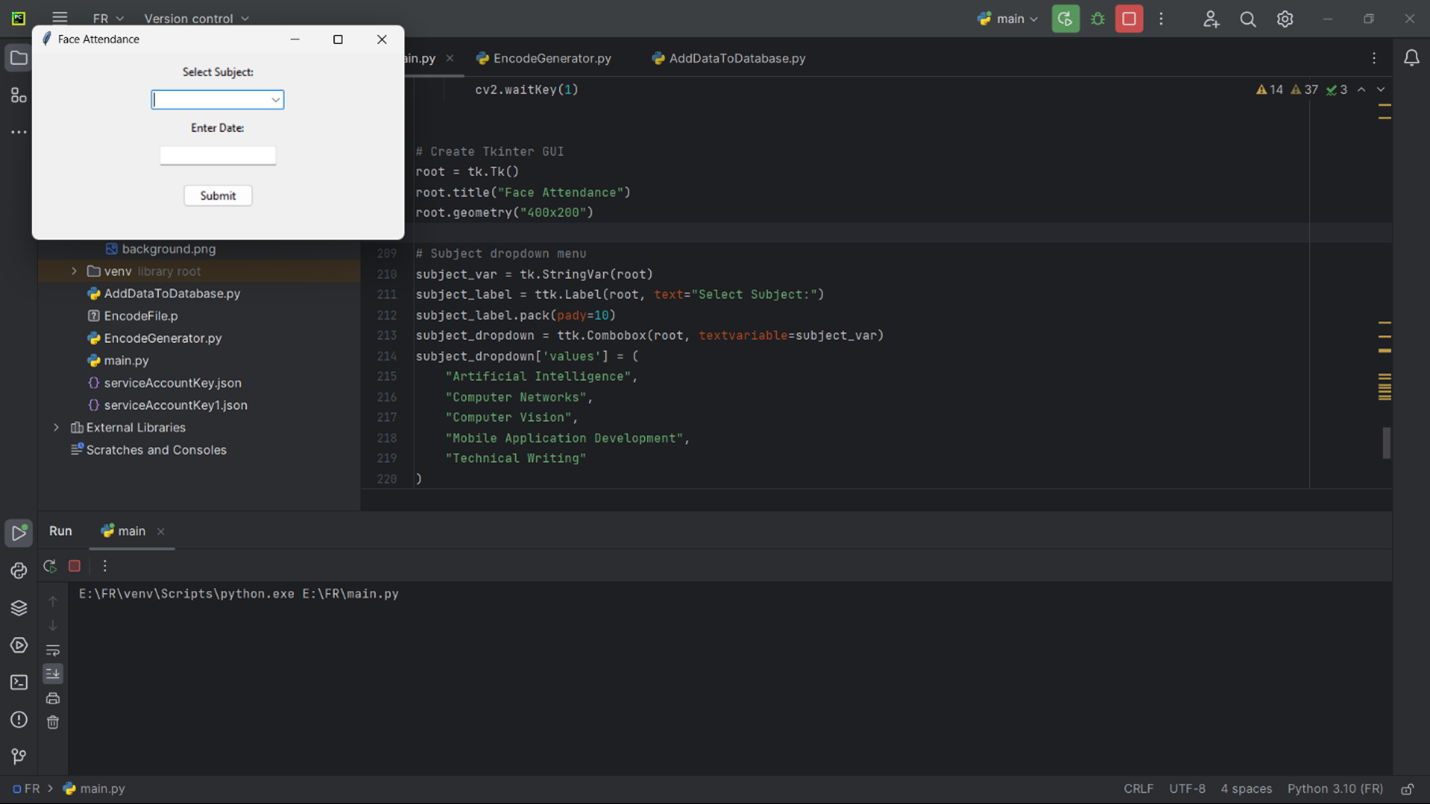 FR
Version control
main
Face Attendance
Select Subject:
Enter Date:
Submit
ain.py
EncodeGenerator.py
AddDataToDatabase.py
14
37
3
cv2.waitKey(1)
# Create Tkinter GUI
root = tk.Tk()
root.title("Face Attendance")
root.geometry("400x200")
209 # Subject dropdown menu
210 subject_var = tk.StringVar(root)
211 subject_label = ttk.Label(root, text="Select Subject:")
212 subject_label.pack(pady=10)
213 subject_dropdown = ttk.Combobox(root, textvariable=subject_var)
214 subject_dropdown['values'] = (
215 "Artificial Intelligence",
216 "Computer Networks",
217 "Computer Vision",
218 "Mobile Application Development",
219 "Technical Writing"
220 )
background.png
venv library root
AddDataToDatabase.py
EncodeFile.p
EncodeGenerator.py
main.py
serviceAccountKey.json
serviceAccountKey1.json
External Libraries
Scratches and Consoles
Run
main
E:\FR\venv\Scripts\python.exe E:\FR\main.py
FR
main.py
CRLF
UTF-8
4 spaces
Python 3.10 (FR)